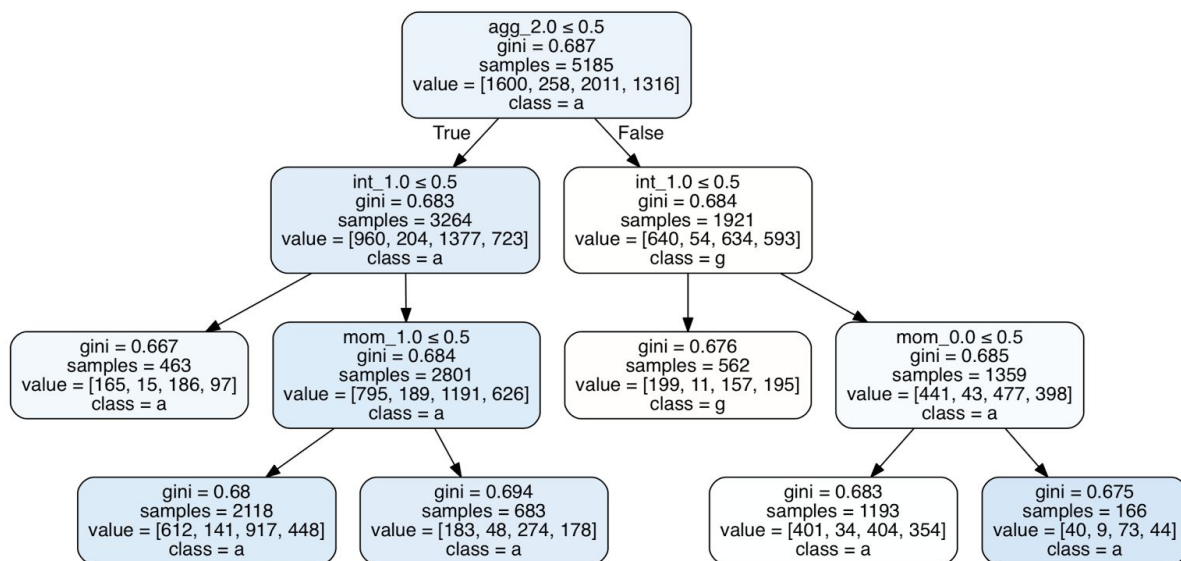 agg_2.0 ≤ 0.5
gini = 0.687
samples = 5185
value = [1600, 258, 2011, 1316]
class = a
True
False
int_1.0 ≤ 0.5
gini = 0.683
samples = 3264
value = [960, 204, 1377, 723]
class = a
int_1.0 ≤ 0.5
gini = 0.684
samples = 1921
value = [640, 54, 634, 593]
class = g
gini = 0.667
samples = 463
value = [165, 15, 186, 97]
class = a
mom_1.0 ≤ 0.5
gini = 0.684
samples = 2801
value = [795, 189, 1191, 626]
class = a
gini = 0.676
samples = 562
value = [199, 11, 157, 195]
class = g
mom_0.0 ≤ 0.5
gini = 0.685
samples = 1359
value = [441, 43, 477, 398]
class = a
gini = 0.68
samples = 2118
value = [612, 141, 917, 448]
class = a
gini = 0.694
samples = 683
value = [183, 48, 274, 178]
class = a
gini = 0.683
samples = 1193
value = [401, 34, 404, 354]
class = a
gini = 0.675
samples = 166
value = [40, 9, 73, 44]
class = a